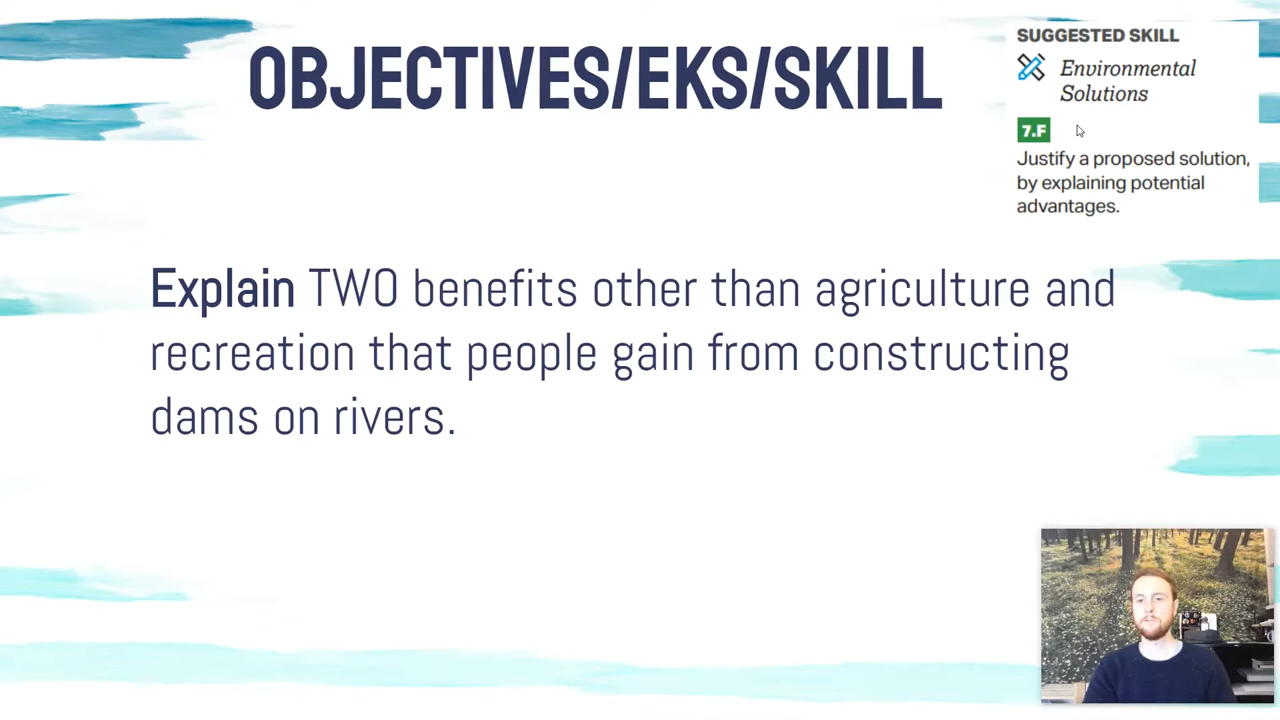 OBJECTIVES/EKS/SKILL
SUGGESTED SKILL
Environmental
Solutions
7.F
Justify a proposed solution,
by explaining potential
advantages.
Explain TWO benefits other than agriculture and
recreation that people gain from constructing
dams on rivers.